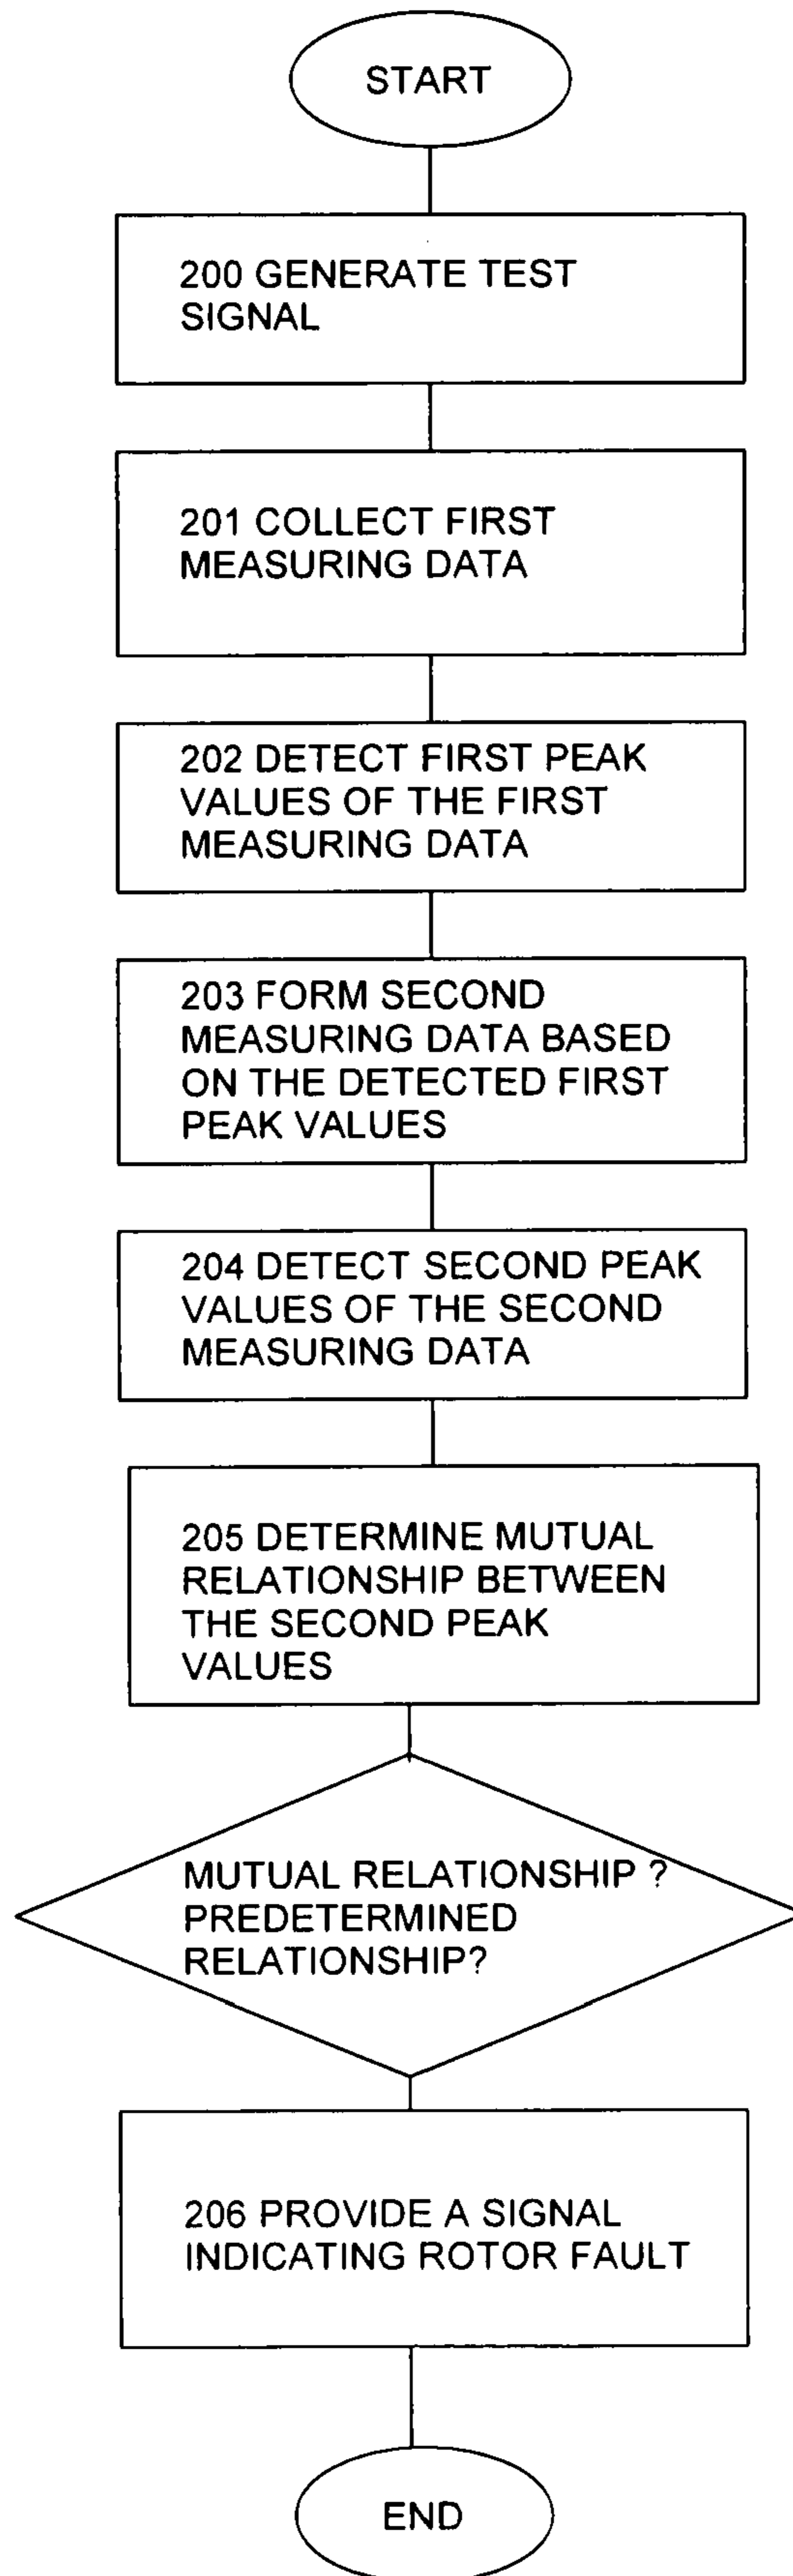 START
200 GENERATE TEST
SIGNAL
201 COLLECT FIRST
MEASURING DATA
202 DETECT FIRST PEAK
VALUES OF THE FIRST
MEASURING DATA
203 FORM SECOND
MEASURING DATA BASED
ON THE DETECTED FIRST
PEAK VALUES
204 DETECT SECOND PEAK
VALUES OF THE SECOND
MEASURING DATA
205 DETERMINE MUTUAL
RELATIONSHIP BETWEEN
THE SECOND PEAK
VALUES
MUTUAL RELATIONSHIP ?
PREDETERMINED
RELATIONSHIP?
206 PROVIDE A SIGNAL
INDICATING ROTOR FAULT
END